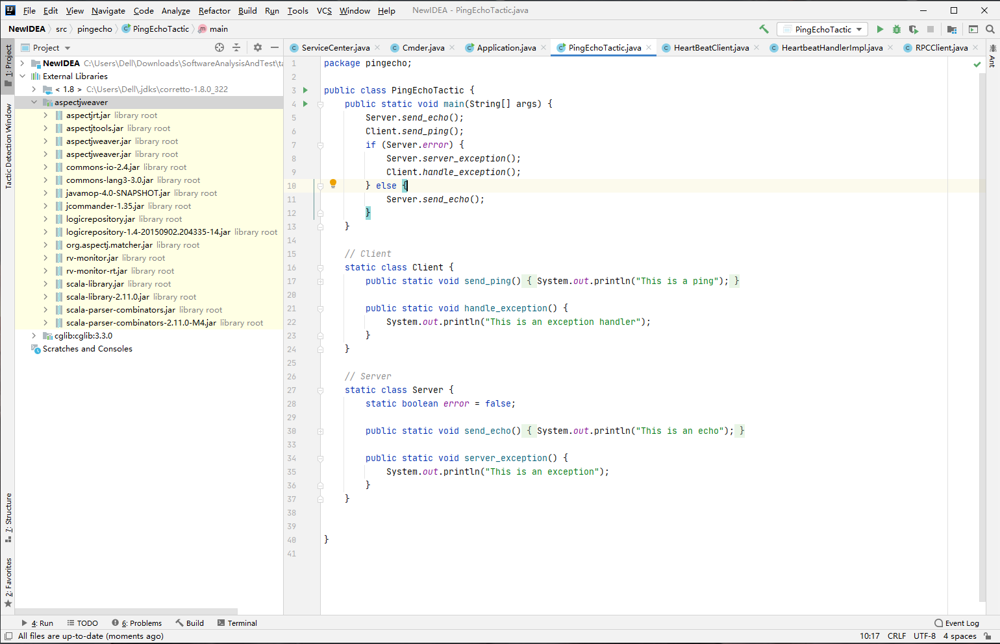 File Edit View Navigate Code Analyze Refactor Build Run Tools VCS Window Help NewIDEA - PingEchoTactic.java
NewIDEA src pingecho PingEchoTactic main PingEchoTactic
Project
ServiceCenter.java Cmder.java Application.java PingEchoTactic.java HeartBeatClient.java HeartbeatHandlerImpl.java RPCClient.java
1: Project
Tactic Detection Window
7: Structure
2: Favorites
Ant
NewIDEA C:\Users\Dell\Downloads\SoftwareAnalysisAndTest\ta
External Libraries
< 1.8 > C:\Users\Dell\.jdks\corretto-1.8.0_322
aspectjweaver
aspectjrt.jar library root
aspectjtools.jar library root
aspectjweaver.jar library root
aspectjweaver.jar library root
commons-io-2.4.jar library root
commons-lang3-3.0.jar library root
javamop-4.0-SNAPSHOT.jar library root
jcommander-1.35.jar library root
logicrepository.jar library root
logicrepository-1.4-20150902.204335-14.jar library root
org.aspectj.matcher.jar library root
rv-monitor.jar library root
rv-monitor-rt.jar library root
scala-library.jar library root
scala-library-2.11.0.jar library root
scala-parser-combinators.jar library root
scala-parser-combinators-2.11.0-M4.jar library root
cglib:cglib:3.3.0
Scratches and Consoles
1 package pingecho;
2
3 public class PingEchoTactic {
4 public static void main(String[] args) {
5 Server.send_echo();
6 Client.send_ping();
7 if (Server.error) {
8 Server.server_exception();
9 Client.handle_exception();
10 } else {
11 Server.send_echo();
12 }
13 }
14
15 // Client
16 static class Client {
17 public static void send_ping() { System.out.println("This is a ping"); }
20
21 public static void handle_exception() {
22 System.out.println("This is an exception handler");
23 }
24 }
25
26 // Server
27 static class Server {
28 static boolean error = false;
29
30 public static void send_echo() { System.out.println("This is an echo"); }
33
34 public static void server_exception() {
35 System.out.println("This is an exception");
36 }
37 }
38
39
40 }
41
4: Run TODO 6: Problems Build Terminal Event Log
All files are up-to-date (moments ago) 10:17 CRLF UTF-8 4 spaces